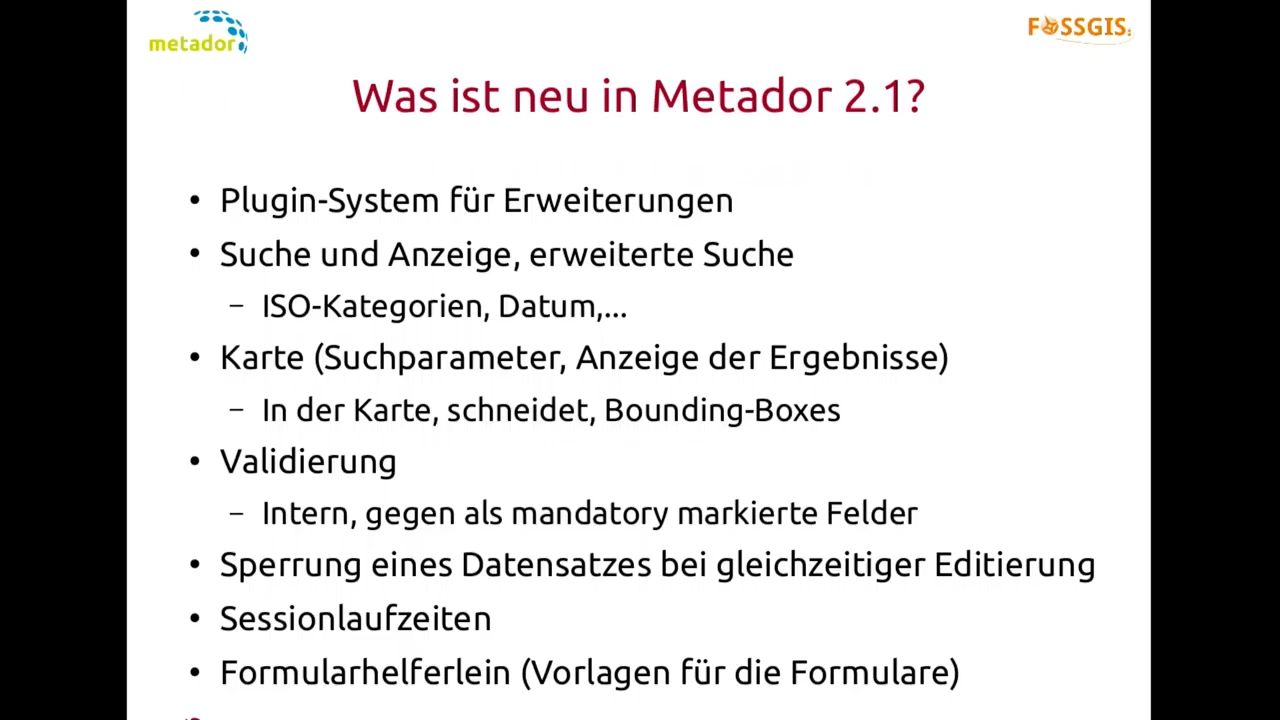 metador
FOSSGIS
Was ist neu in Metador 2.1?
• Plugin-System für Erweiterungen
• Suche und Anzeige, erweiterte Suche
– ISO-Kategorien, Datum,...
• Karte (Suchparameter, Anzeige der Ergebnisse)
– In der Karte, schneidet, Bounding-Boxes
• Validierung
– Intern, gegen als mandatory markierte Felder
• Sperrung eines Datensatzes bei gleichzeitiger Editierung
• Sessionlaufzeiten
• Formularhelferlein (Vorlagen für die Formulare)